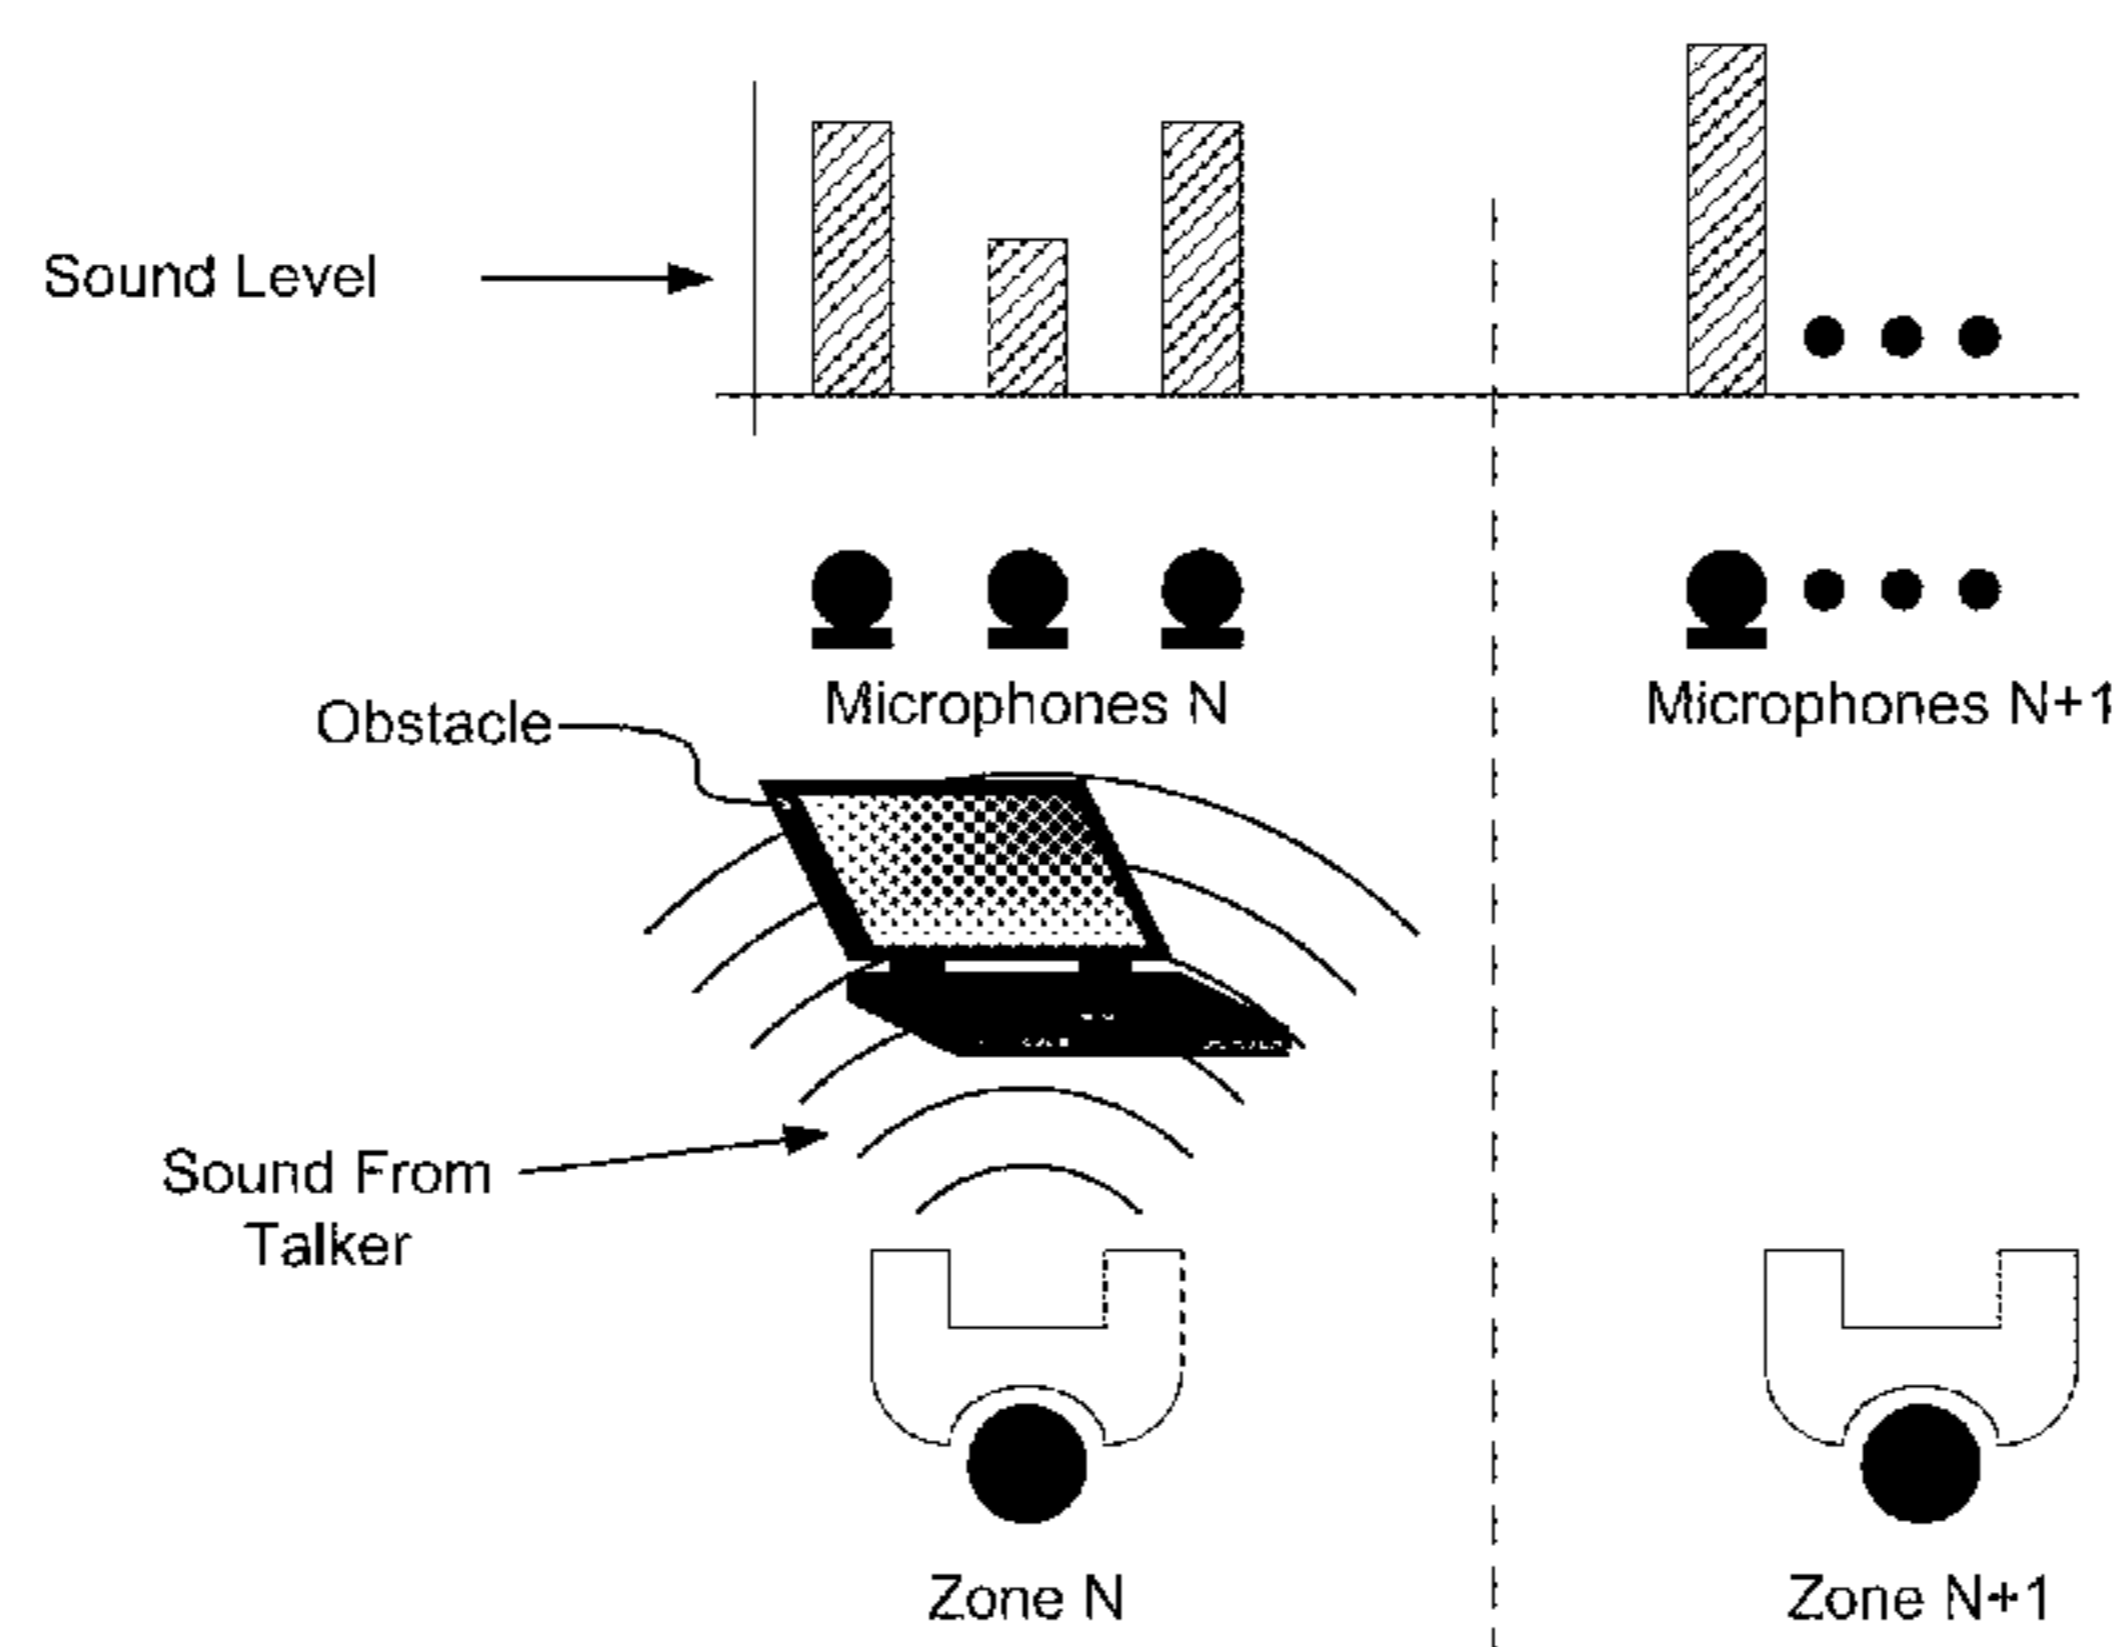 Sound Level
Microphones N
Microphones N+1
Obstacle
Sound From
Talker
Zone N
Zone N+1